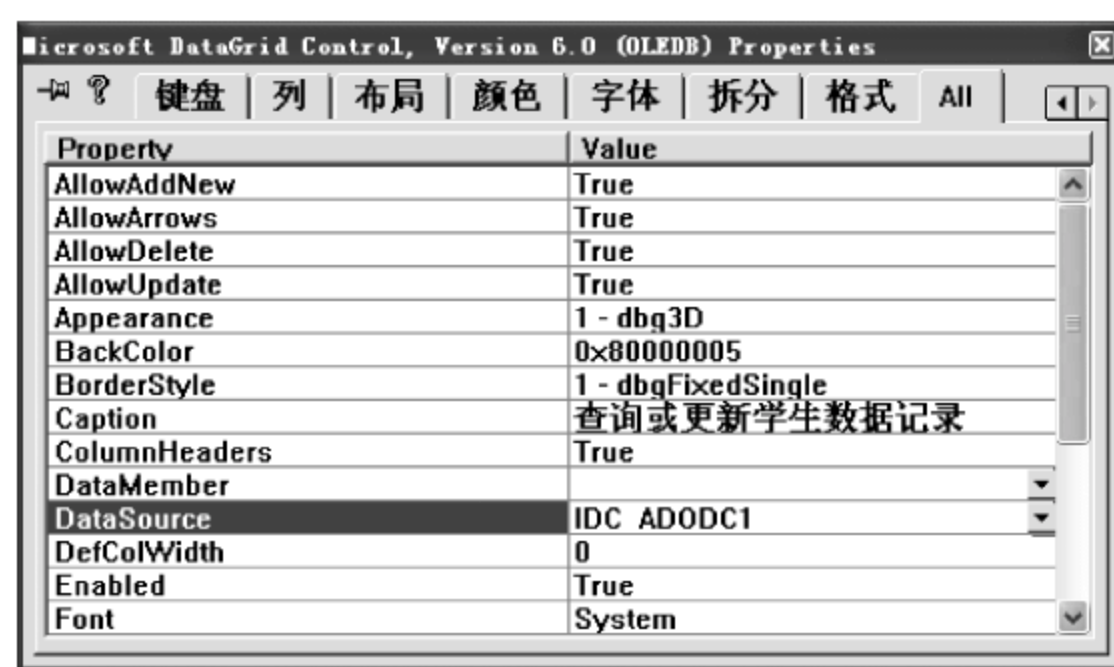 Microsoft DataGrid Control, Version 6.0 (OLEDB) Properties
? 键盘 列 布局 颜色 字体 拆分 格式 All
Property Value
AllowAddNew True
AllowArrows True
AllowDelete True
AllowUpdate True
Appearance 1 - dbg3D
BackColor 0x80000005
BorderStyle 1 - dbgFixedSingle
Caption 查询或更新学生数据记录
ColumnHeaders True
DataMember
DataSource IDC_ADODC1
DefColWidth 0
Enabled True
Font System